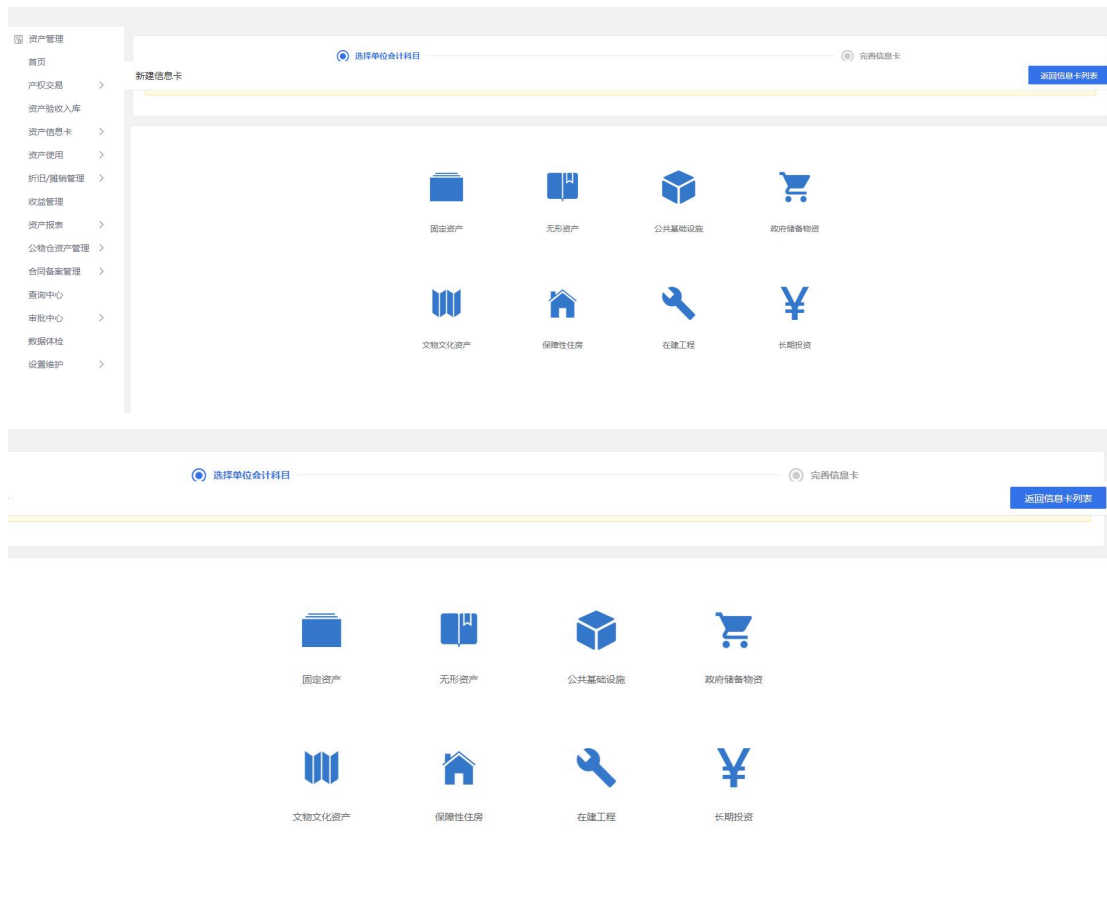 资产管理
首页
产权交易
资产验收入库
资产信息卡
资产使用
折旧/摊销管理
收益管理
资产报表
公物仓资产管理
合同备案管理
查询中心
审批中心
数据体检
设置维护
选择单位会计科目 完善信息卡
新建信息卡 返回信息卡列表
固定资产 无形资产 公共基础设施 政府储备物资
文物文化资产 保障性住房 在建工程 长期投资
选择单位会计科目 完善信息卡
返回信息卡列表
固定资产 无形资产 公共基础设施 政府储备物资
文物文化资产 保障性住房 在建工程 长期投资